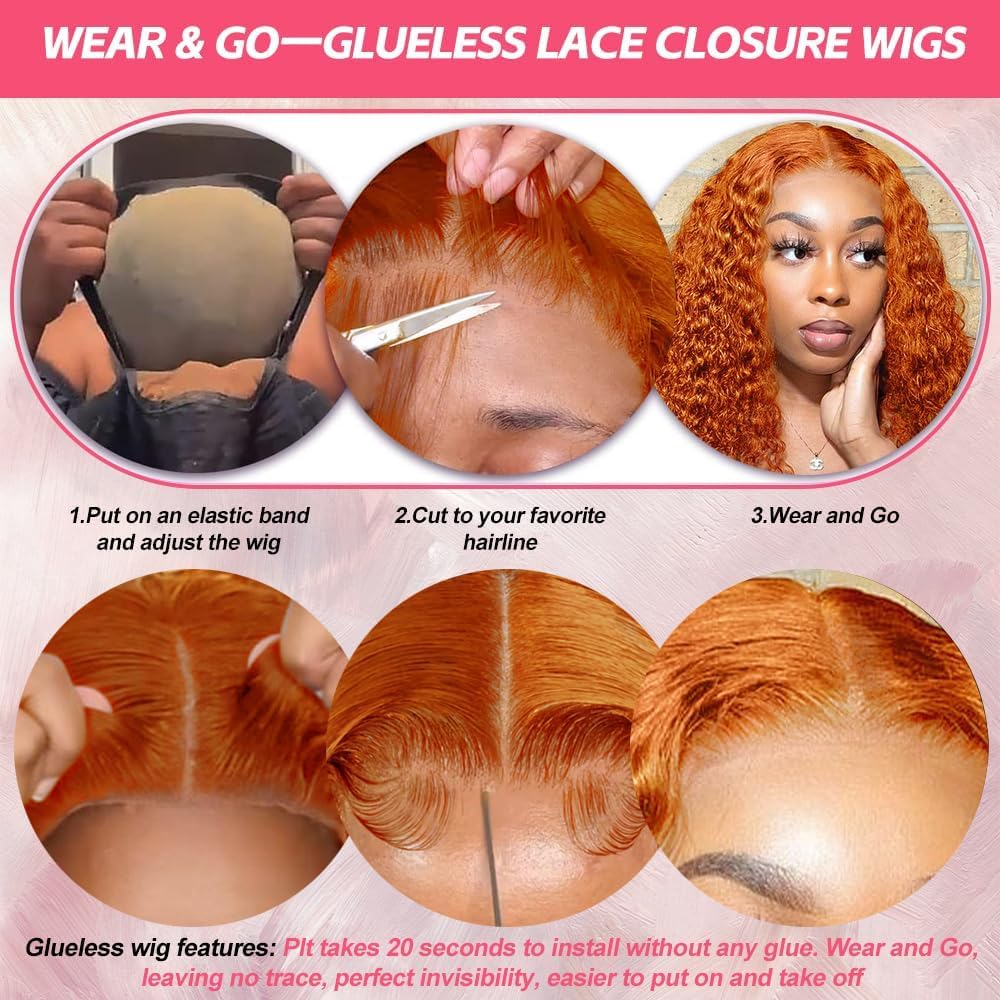 WEAR & GO—GLUELESS LACE CLOSURE WIGS
1.Put on an elastic band
and adjust the wig
2.Cut to your favorite
hairline
3.Wear and Go
Glueless wig features: Plt takes 20 seconds to install without any glue. Wear and Go,
leaving no trace, perfect invisibility, easier to put on and take off